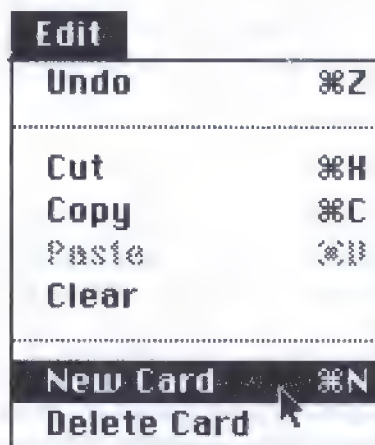 Edit
Undo ⌘Z
Cut ⌘X
Copy ⌘C
Paste ⌘V
Clear
New Card ⌘N
Delete Card